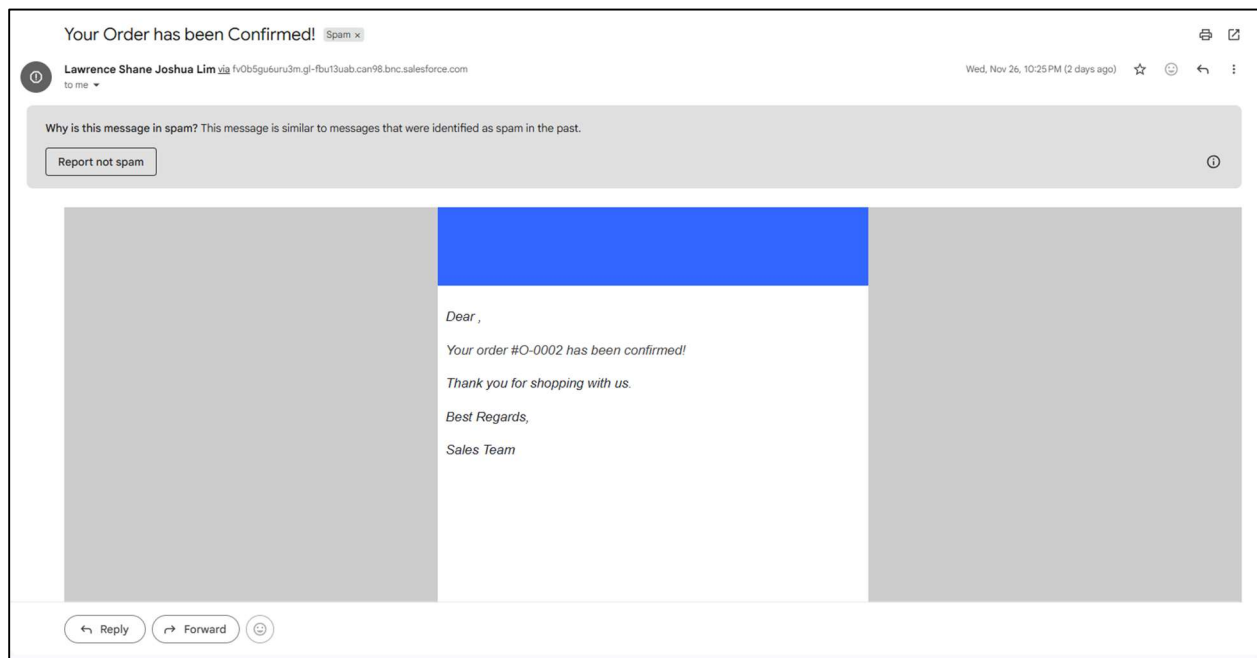 Your Order has been Confirmed! Spam ×
Lawrence Shane Joshua Lim via fv0b5gu6uru3m.gl-fbu13uab.can98.bnc.salesforce.com
Wed, Nov 26, 10:25 PM (2 days ago)
to me
Why is this message in spam? This message is similar to messages that were identified as spam in the past.
Report not spam
Dear ,
Your order #O-0002 has been confirmed!
Thank you for shopping with us.
Best Regards,
Sales Team
Reply
Forward